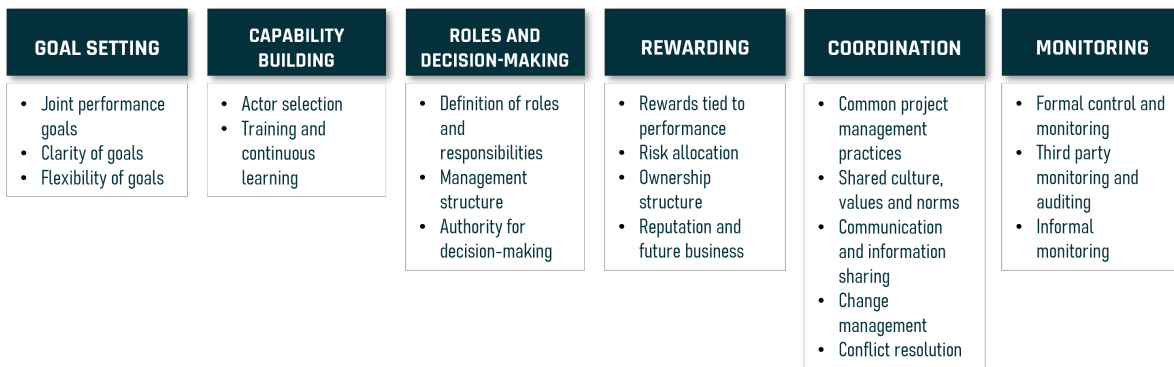 GOAL SETTING
• Joint performance
goals
• Clarity of goals
• Flexibility of goals
CAPABILITY
BUILDING
• Actor selection
• Training and
continuous
learning
ROLES AND
DECISION-MAKING
• Definition of roles
and
responsibilities
• Management
structure
• Authority for
decision-making
REWARDING
• Rewards tied to
performance
• Risk allocation
• Ownership
structure
• Reputation and
future business
COORDINATION
• Common project
management
practices
• Shared culture,
values and norms
• Communication
and information
sharing
• Change
management
• Conflict resolution
MONITORING
• Formal control and
monitoring
• Third party
monitoring and
auditing
• Informal
monitoring